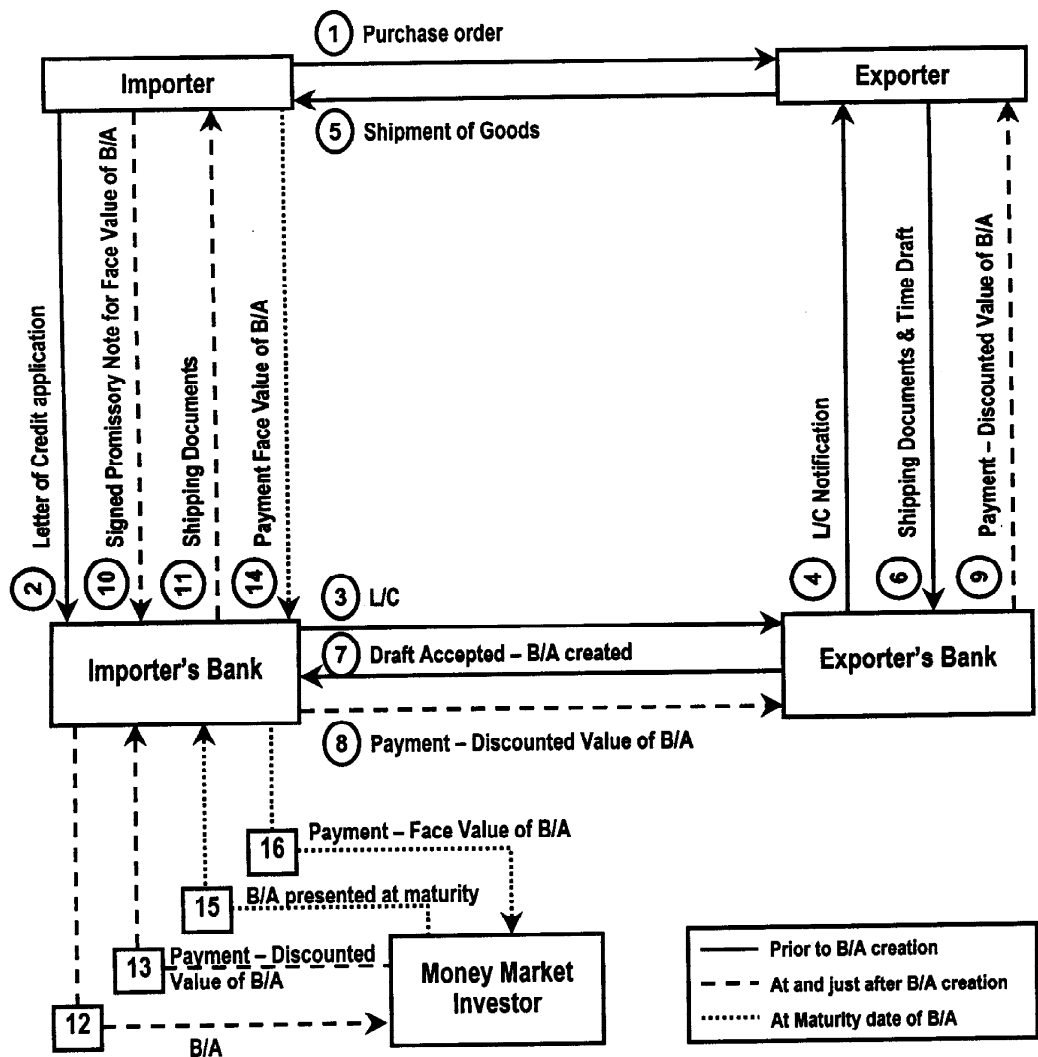 1 Purchase order
Importer
Exporter
5 Shipment of Goods
2 Letter of Credit application
10 Signed Promissory Note for Face Value of B/A
11 Shipping Documents
14 Payment Face Value of B/A
4 L/C Notification
6 Shipping Documents & Time Draft
9 Payment – Discounted Value of B/A
3 L/C
Importer's Bank
7 Draft Accepted – B/A created
Exporter's Bank
8 Payment – Discounted Value of B/A
16 Payment – Face Value of B/A
15 B/A presented at maturity
13 Payment – Discounted
Value of B/A
Money Market
Investor
12 B/A
Prior to B/A creation
At and just after B/A creation
At Maturity date of B/A